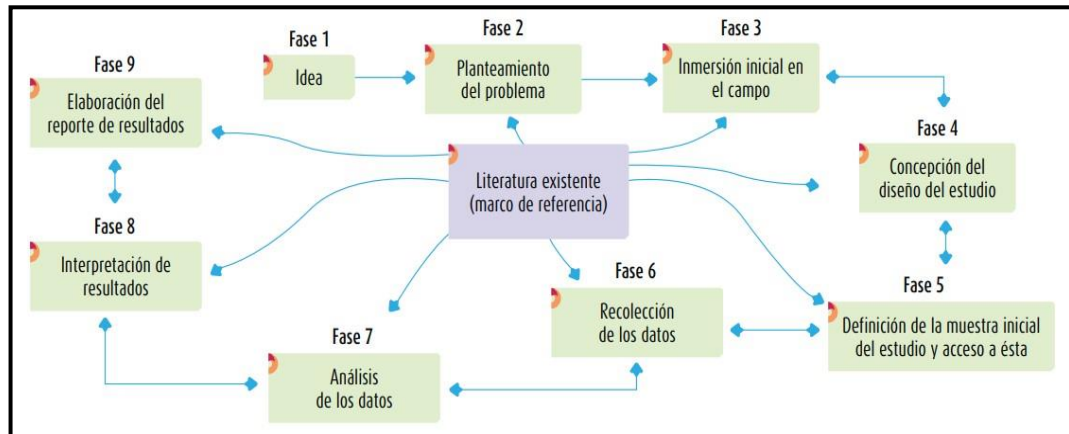 Fase 1
Idea
Fase 2
Planteamiento
del problema
Fase 3
Inmersión inicial en
el campo
Fase 4
Concepción del
diseño del estudio
Fase 5
Definición de la muestra inicial
del estudio y acceso a ésta
Fase 6
Recolección
de los datos
Fase 7
Análisis
de los datos
Fase 8
Interpretación de
resultados
Fase 9
Elaboración del
reporte de resultados
Literatura existente
(marco de referencia)